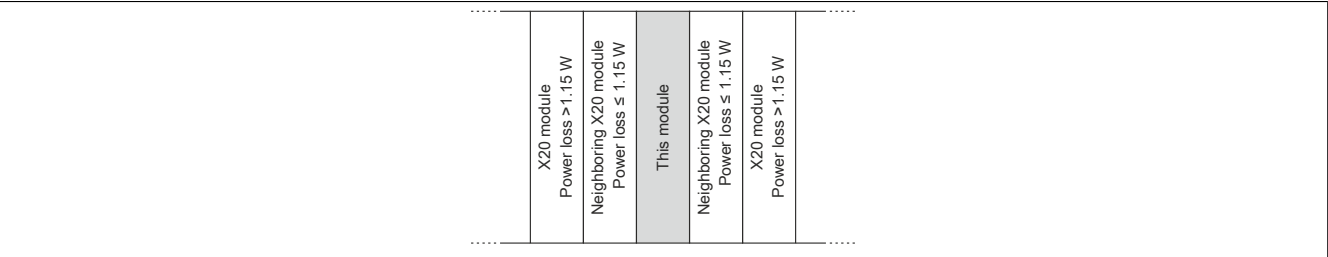 X20 module
Power loss >1.15 W
Neighboring X20 module
Power loss ≤ 1.15 W
This module
Neighboring X20 module
Power loss ≤ 1.15 W
X20 module
Power loss >1.15 W